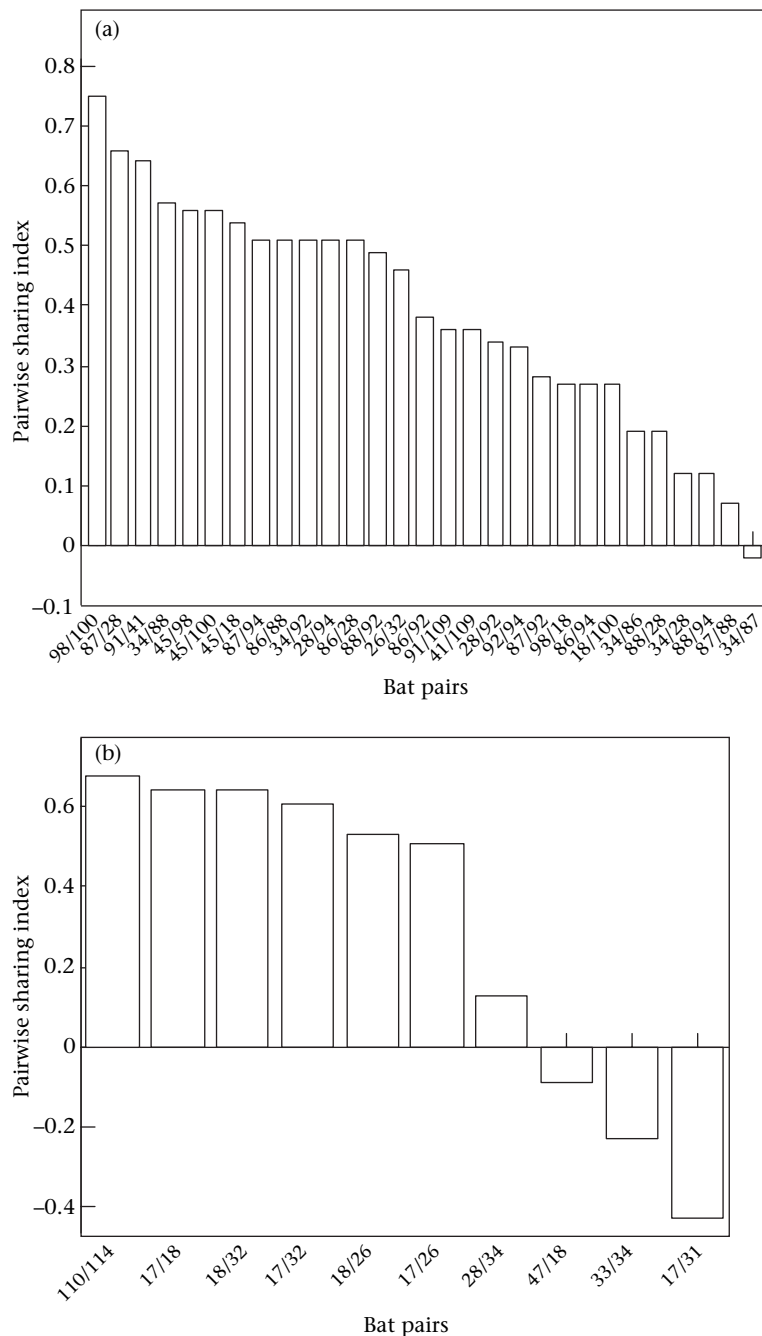 (a)
0.8
0.7
0.6
0.5
0.4
0.3
0.2
0.1
0
–0.1
Pairwise sharing index
98/100 87/28 91/41 34/88 45/98 45/100 45/18 87/94 86/88 34/92 28/94 86/28 88/92 26/32 86/92 91/109 41/109 28/92 92/94 87/92 98/18 86/94 18/100 34/86 88/28 34/28 88/94 87/88 34/87
Bat pairs
(b)
0.6
0.4
0.2
0
–0.2
–0.4
Pairwise sharing index
110/114 17/18 18/32 17/32 18/26 17/26 28/34 47/18 33/34 17/31
Bat pairs